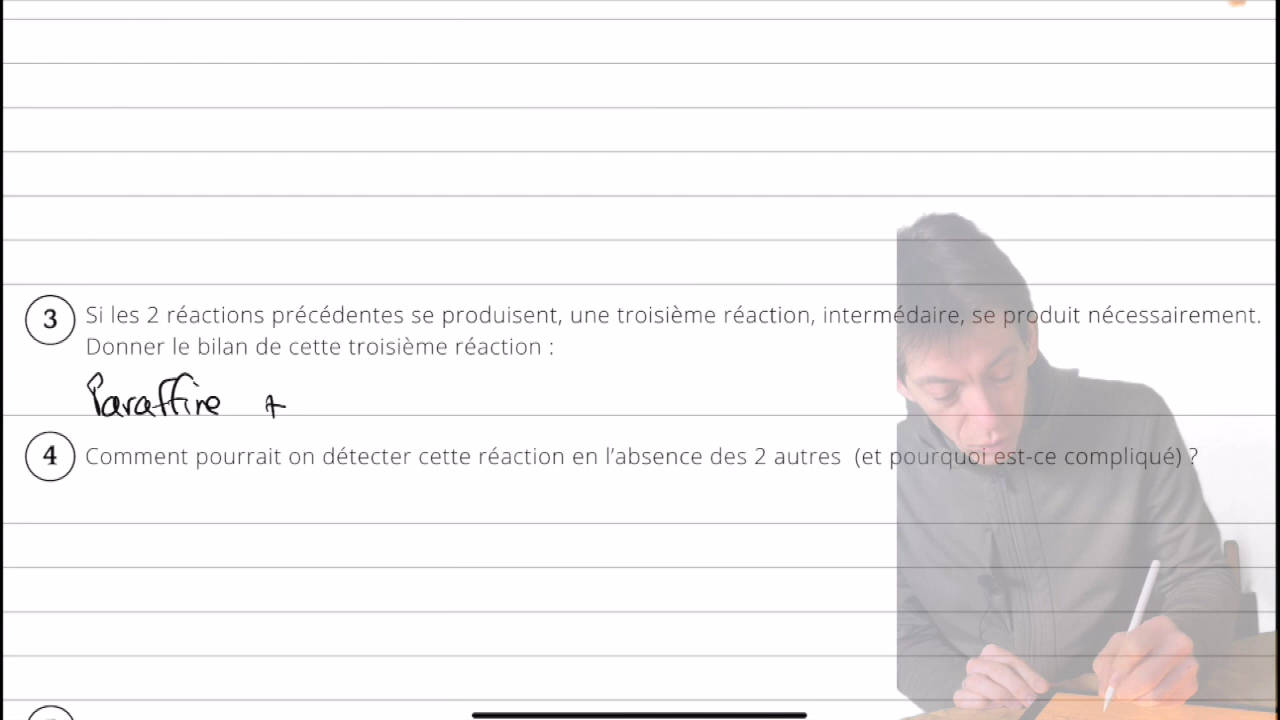 3 Si les 2 réactions précédentes se produisent, une troisième réaction, intermédaire, se produit nécessairement.
Donner le bilan de cette troisième réaction :
Paraffine +
4 Comment pourrait on détecter cette réaction en l’absence des 2 autres (et pourquoi est-ce compliqué) ?